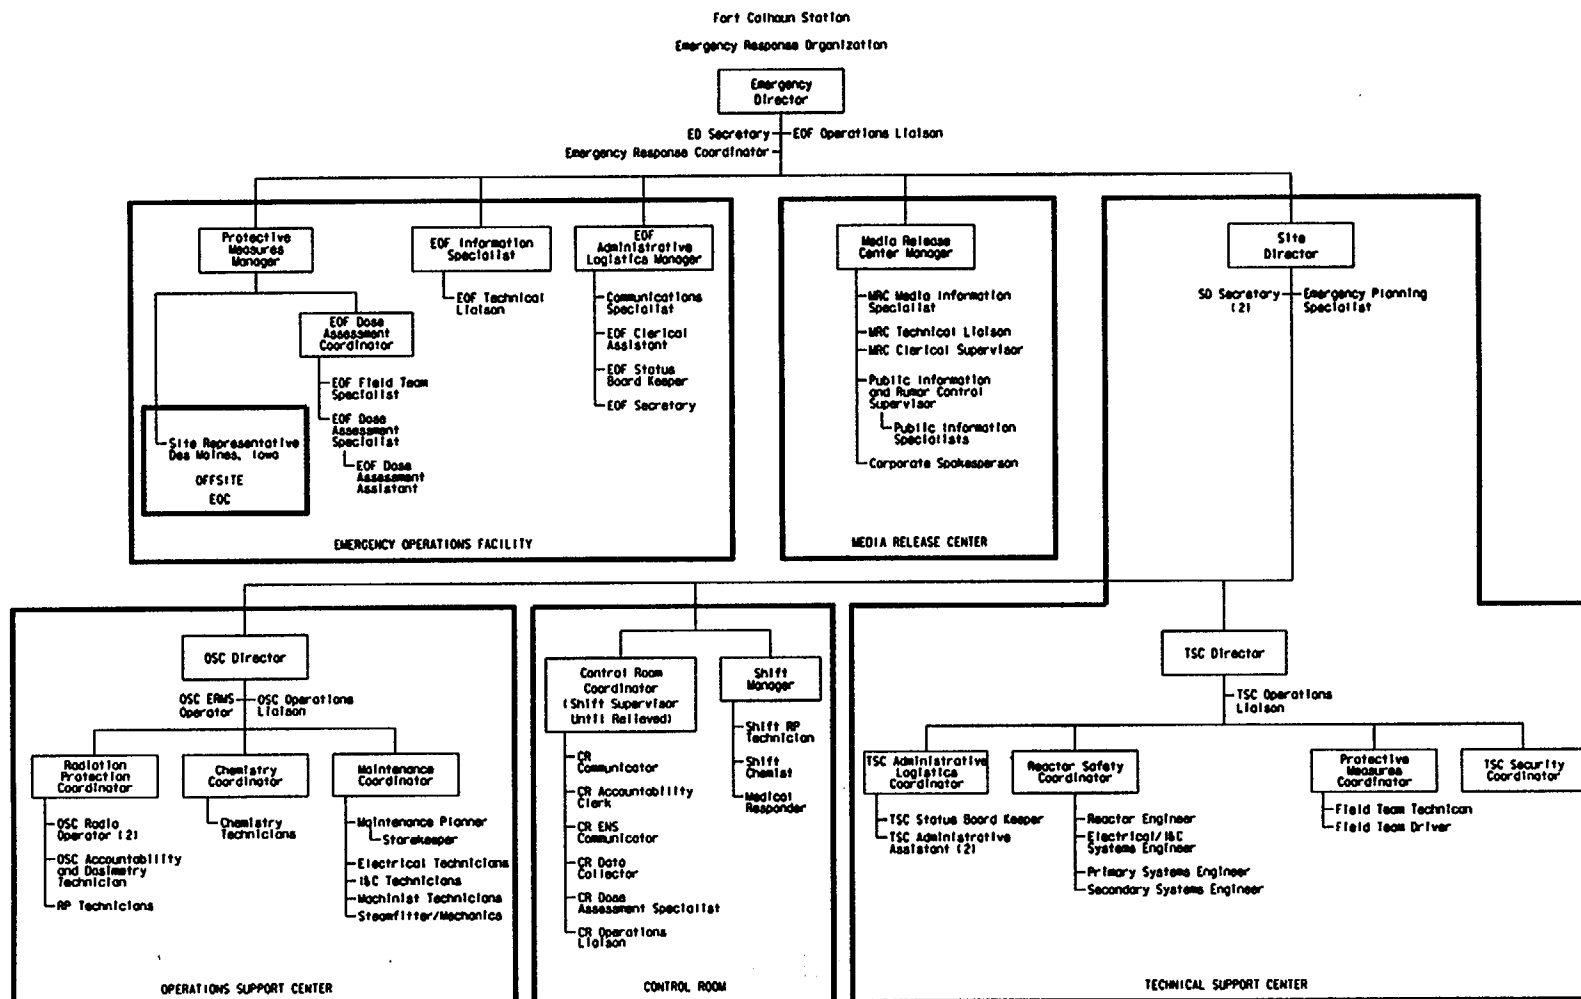 Fort Calhoun Station
Emergency Response Organization
Emergency
Director
ED Secretary
EOF Operations Liaison
Emergency Response Coordinator
Protective
Measures
Manager
EOF Information
Specialist
EOF
Administrative
Logistics Manager
Media Release
Center Manager
Site
Director
EOF Technical
Liaison
Communications
Specialist
EOF Clerical
Assistant
EOF Status
Board Keeper
EOF Secretary
MRC Media Information
Specialist
MRC Technical Liaison
MRC Clerical Supervisor
Public Information
and Rumor Control
Supervisor
Public Information
Specialists
Corporate Spokesperson
SD Secretary
(2)
Emergency Planning
Specialist
EOF Dose
Assessment
Coordinator
EOF Field Team
Specialist
EOF Dose
Assessment
Specialist
EOF Dose
Assessment
Assistant
Site Representative
Des Moines, Iowa
OFFSITE
EOC
EMERGENCY OPERATIONS FACILITY
MEDIA RELEASE CENTER
OSC Director
OSC ERMS
Operator
OSC Operations
Liaison
Radiation
Protection
Coordinator
Chemistry
Coordinator
Maintenance
Coordinator
OSC Radio
Operator (2)
OSC Accountability
and Dosimetry
Technician
RP Technicians
Chemistry
Technicians
Maintenance Planner
Storekeeper
Electrical Technicians
I&C Technicians
Machinist Technicians
Steamfitter/Mechanics
OPERATIONS SUPPORT CENTER
Control Room
Coordinator
(Shift Supervisor
Until Relieved)
Shift
Manager
CR
Communicator
CR Accountability
Clerk
CR ENS
Communicator
CR Data
Collector
CR Dose
Assessment Specialist
CR Operations
Liaison
Shift RP
Technician
Shift
Chemist
Medical
Responder
CONTROL ROOM
TSC Director
TSC Operations
Liaison
TSC Administrative
Logistics
Coordinator
Reactor Safety
Coordinator
Protective
Measures
Coordinator
TSC Security
Coordinator
TSC Status Board Keeper
TSC Administrative
Assistant (2)
Reactor Engineer
Electrical/I&C
Systems Engineer
Primary Systems Engineer
Secondary Systems Engineer
Field Team Technican
Field Team Driver
TECHNICAL SUPPORT CENTER